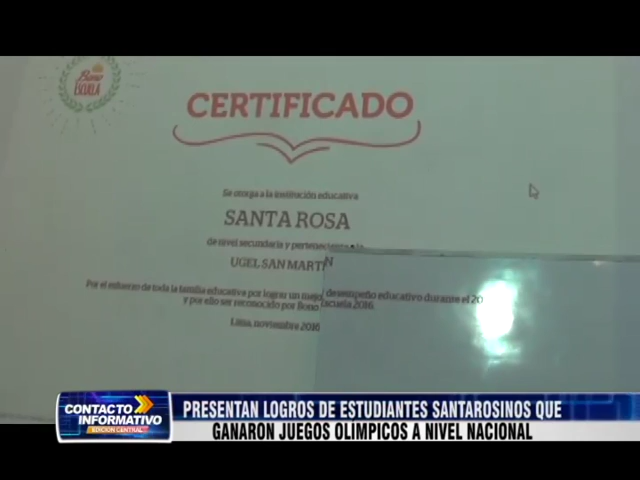 Bono
ESCUELA
CERTIFICADO
Se otorga a la institución educativa
SANTA ROSA
de nivel secundaria y perteneciente a la
UGEL SAN MARTÍN
Por el esfuerzo de toda la familia educativa por lograr un mejor desempeño educativo durante el 20
y por ello ser reconocido por Bono Escuela 2016.
Lima, noviembre 2016
CONTACTO
INFORMATIVO
EDICION CENTRAL
PRESENTAN LOGROS DE ESTUDIANTES SANTAROSINOS QUE
GANARON JUEGOS OLIMPICOS A NIVEL NACIONAL